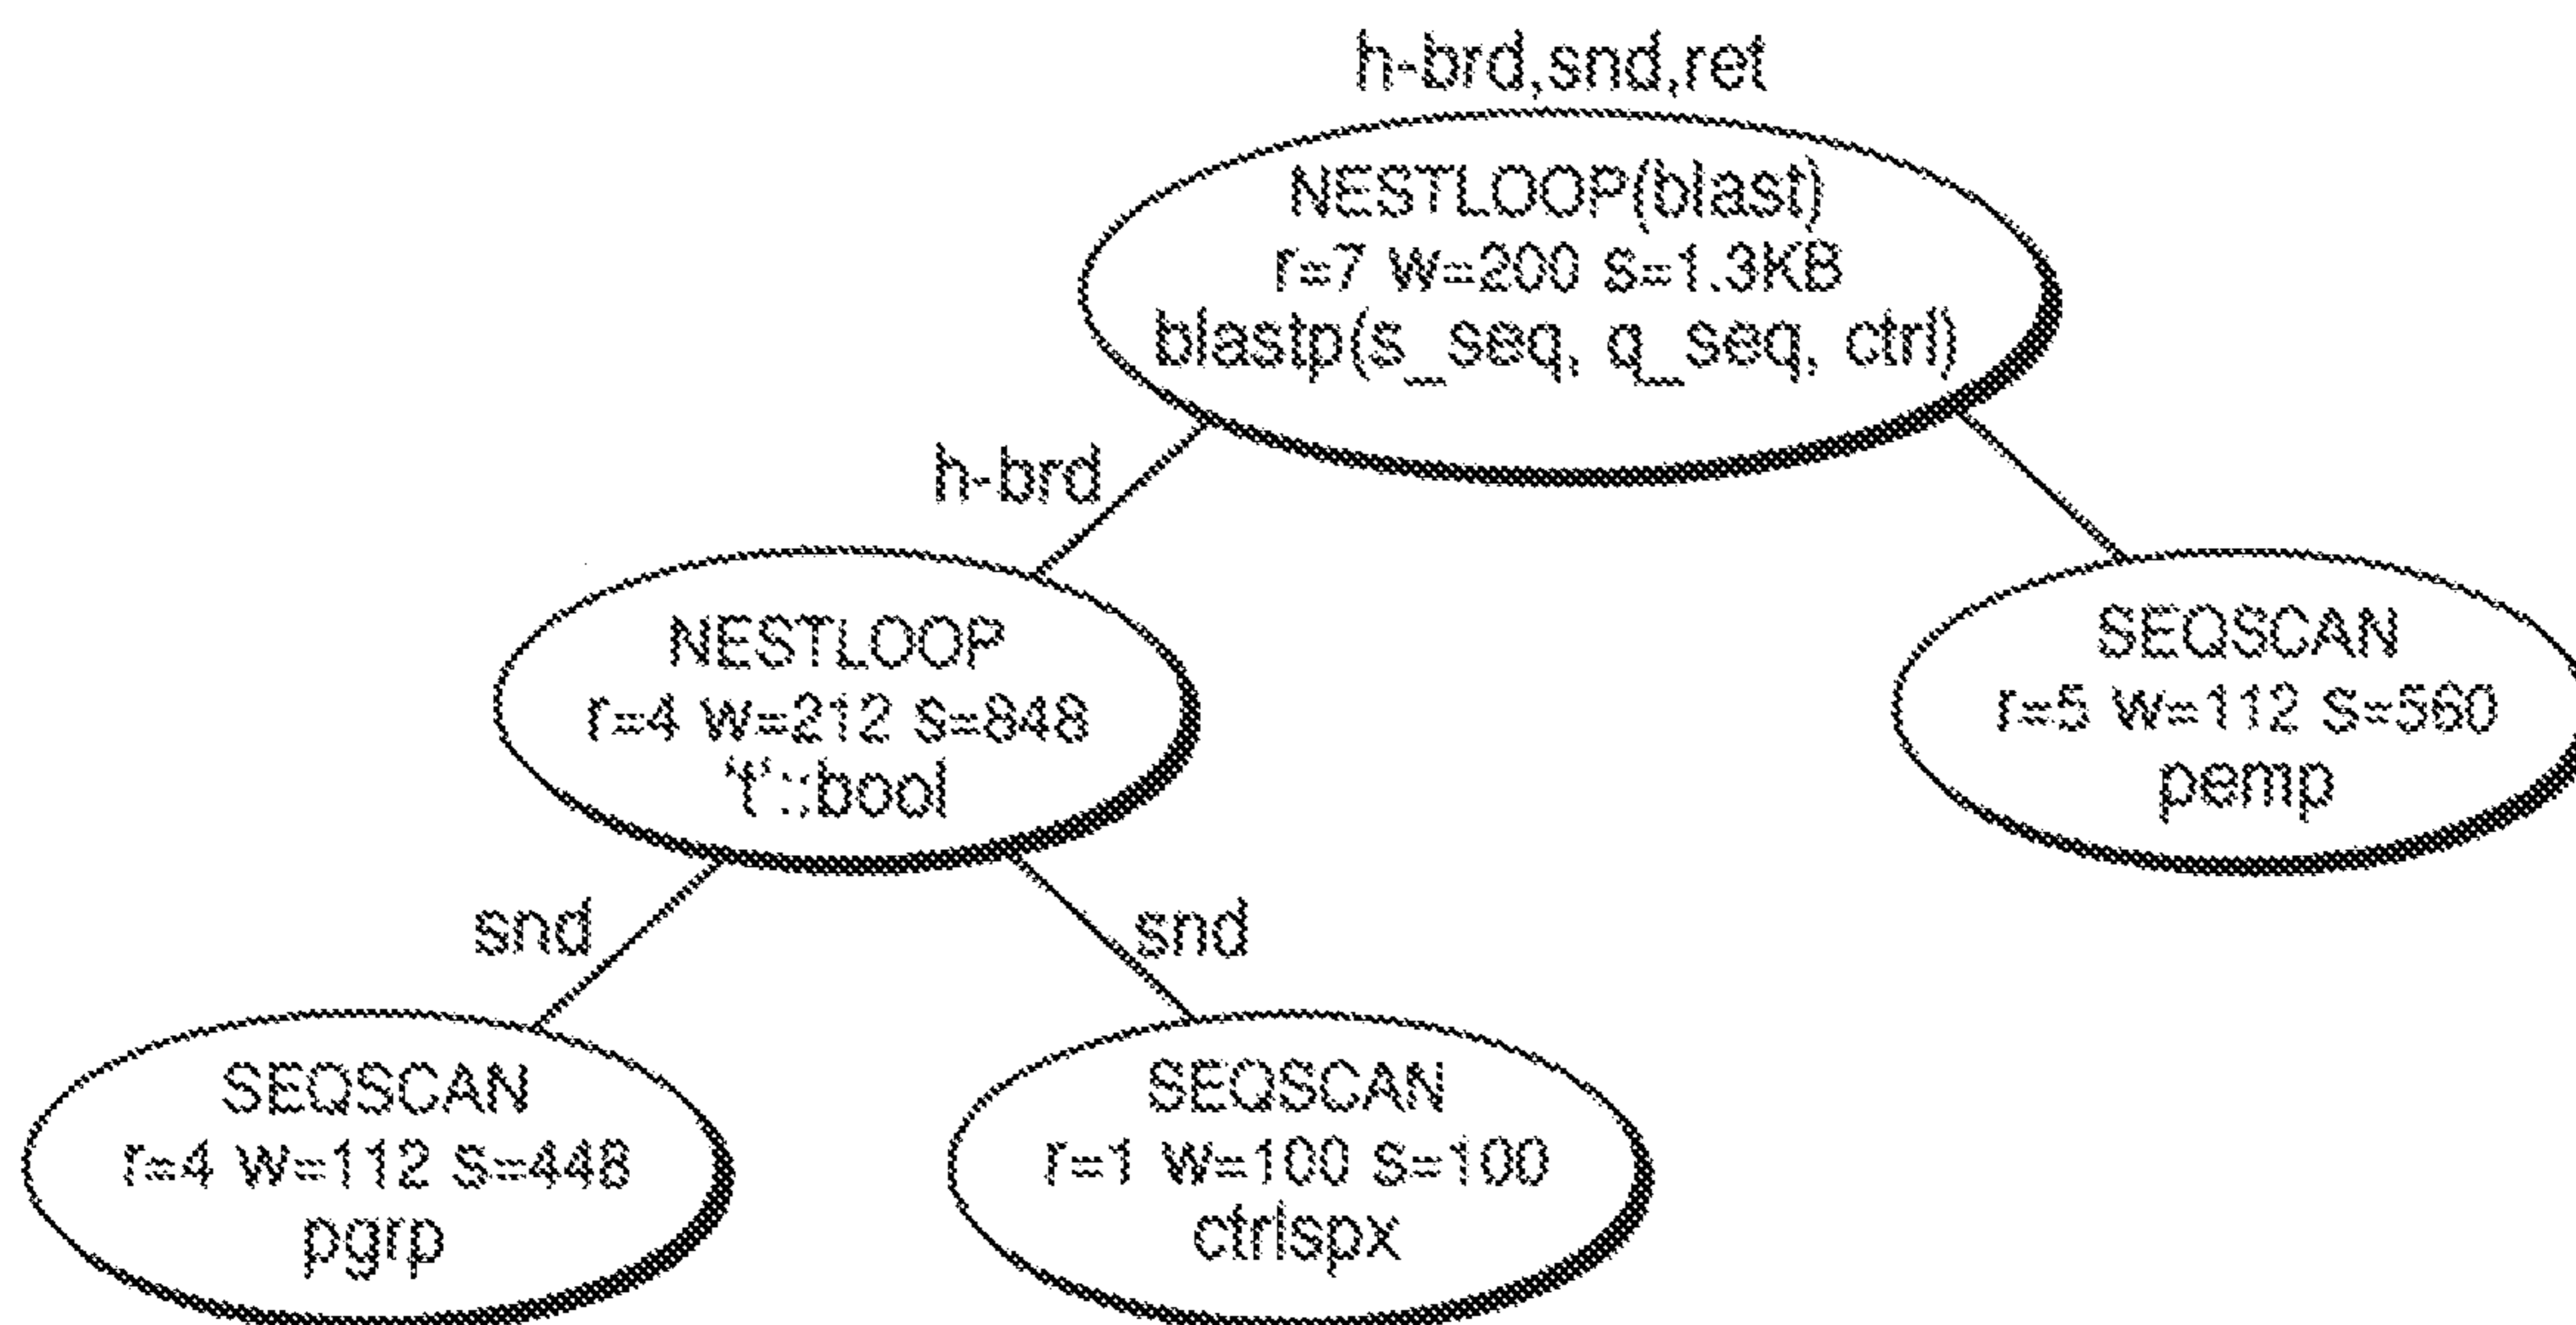 h-brd,snd,ret
NESTLOOP(blast)
r=7 w=200 s=1.3KB
blastp(s_seq, q_seq, ctrl)
h-brd
NESTLOOP
r=4 w=212 s=848
't'::bool
SEQSCAN
r=5 w=112 s=560
pemp
snd
snd
SEQSCAN
r=4 w=112 s=448
pgrp
SEQSCAN
r=1 w=100 s=100
ctrlspx